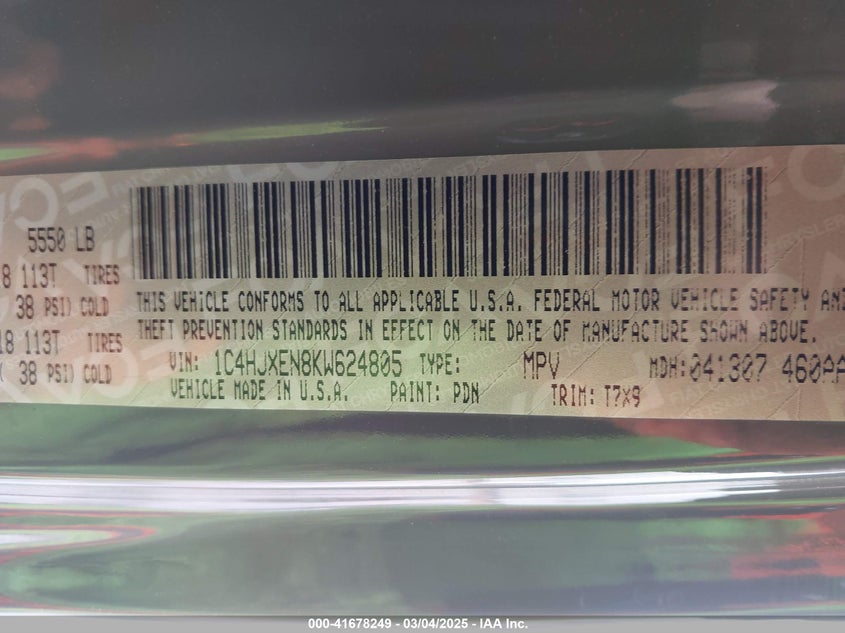 5550 LB
8 113T TIRES
38 PSI) COLD
18 113T TIRES
( 38 PSI) COLD
THIS VEHICLE CONFORMS TO ALL APPLICABLE U.S.A. FEDERAL MOTOR VEHICLE SAFETY AND
THEFT PREVENTION STANDARDS IN EFFECT ON THE DATE OF MANUFACTURE SHOWN ABOVE.
VIN: 1C4HJXEN8KW624805 TYPE: MPV MDH:041307 460AA
VEHICLE MADE IN U.S.A. PAINT: PDN TRIM: T7X9
000-41678249 - 03/04/2025 - IAA Inc.